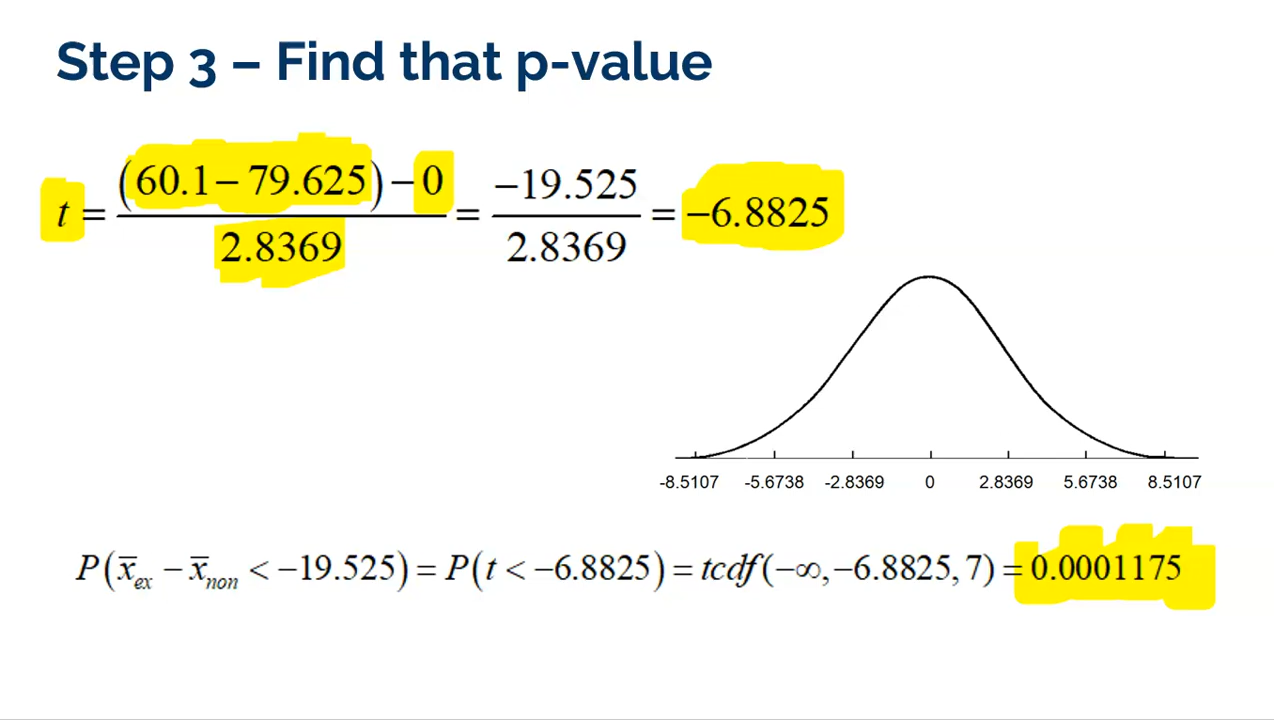 Step 3 – Find that p-value
t = ((60.1 − 79.625) − 0) / 2.8369 = −19.525 / 2.8369 = −6.8825
-8.5107 -5.6738 -2.8369 0 2.8369 5.6738 8.5107
P(x̅ex − x̅non < −19.525) = P(t < −6.8825) = tcdf(−∞, −6.8825, 7) = 0.0001175